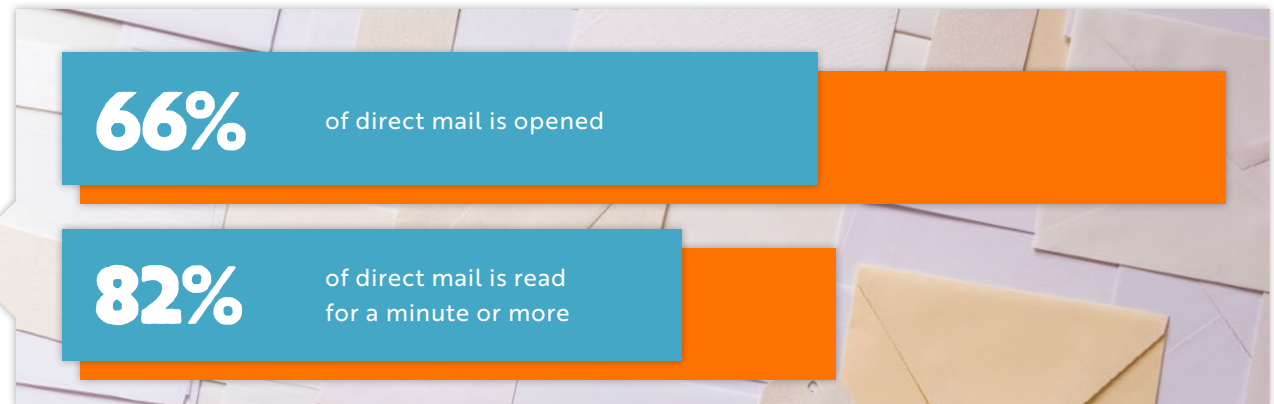 66%
of direct mail is opened
82%
of direct mail is read
for a minute or more